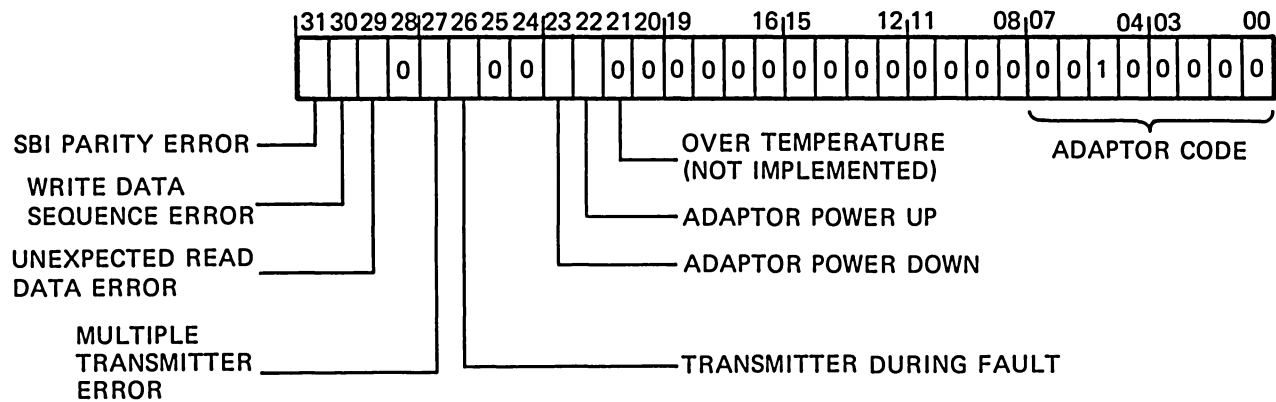 31 30 29 28 27 26 25 24 23 22 21 20 19 16 15 12 11 08 07 04 03 00
0 0 0 0 0 0 0 0 0 0 0 0 0 0 0 0 0 0 0 1 0 0 0 0 0
SBI PARITY ERROR
WRITE DATA
SEQUENCE ERROR
UNEXPECTED READ
DATA ERROR
MULTIPLE
TRANSMITTER
ERROR
OVER TEMPERATURE
(NOT IMPLEMENTED)
ADAPTOR POWER UP
ADAPTOR POWER DOWN
TRANSMITTER DURING FAULT
ADAPTOR CODE